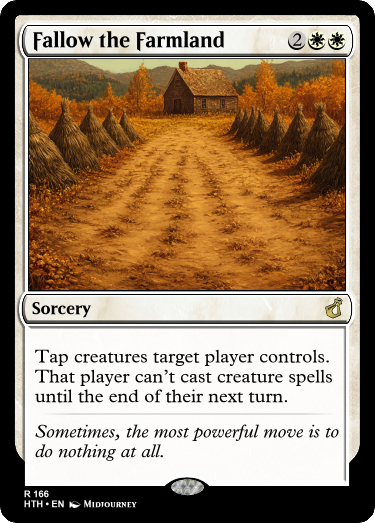 Fallow the Farmland 2
Sorcery
Tap creatures target player controls.
That player can't cast creature spells
until the end of their next turn.
Sometimes, the most powerful move is to
do nothing at all.
R 166
HTH • EN Midjourney